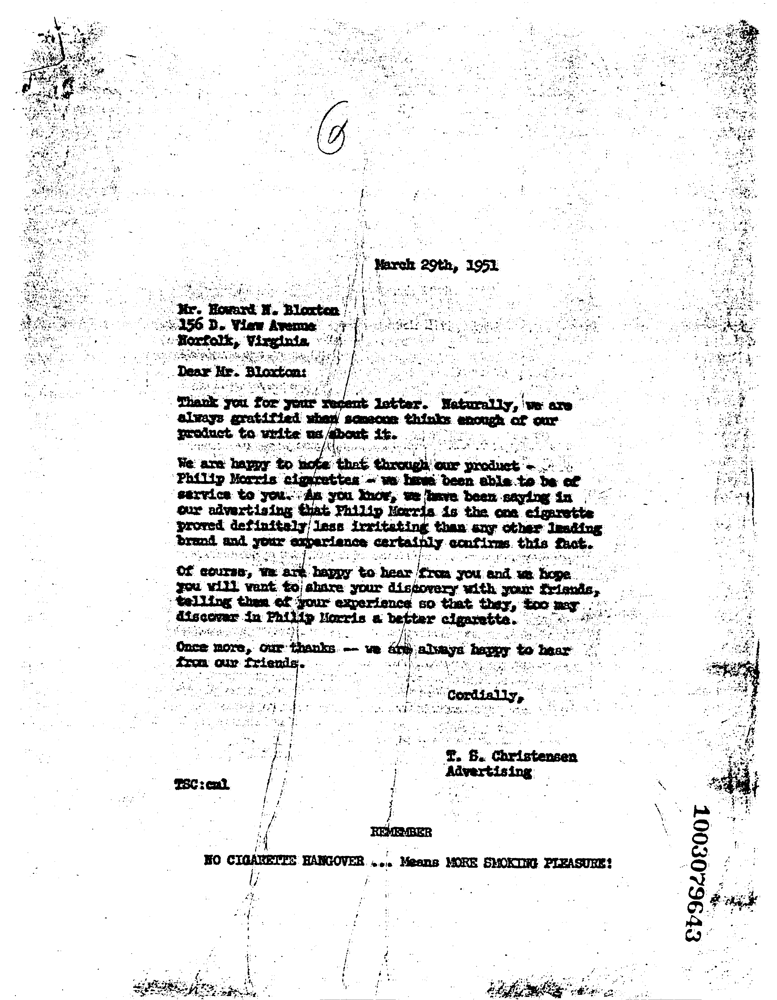 March 29th, 1951
Mr. Howard N. Bloxton
156 D. View Avenue
Norfolk, Virginia
Dear Mr. Bloxton:
Thank you for your recent letter. Naturally, we are
always gratified when someone thinks enough of our
product to write us about it.
We are happy to note that through our product -
Philip Morris cigarettes - we have been able to be of
service to you. As you know, we have been saying in
our advertising that Philip Morris is the one cigarette
proved definitely less irritating than any other leading
brand and your experience certainly confirms this fact.
Of course, we are happy to hear from you and we hope
you will want to share your discovery with your friends,
telling them of your experience so that they, too may
discover in Philip Morris a better cigarette.
Once more, our thanks -- we are always happy to hear
from our friends.
Cordially,
T. S. Christensen
Advertising
TSC:cml
REMEMBER
NO CIGARETTE HANGOVER ... Means MORE SMOKING PLEASURE!
1003079643